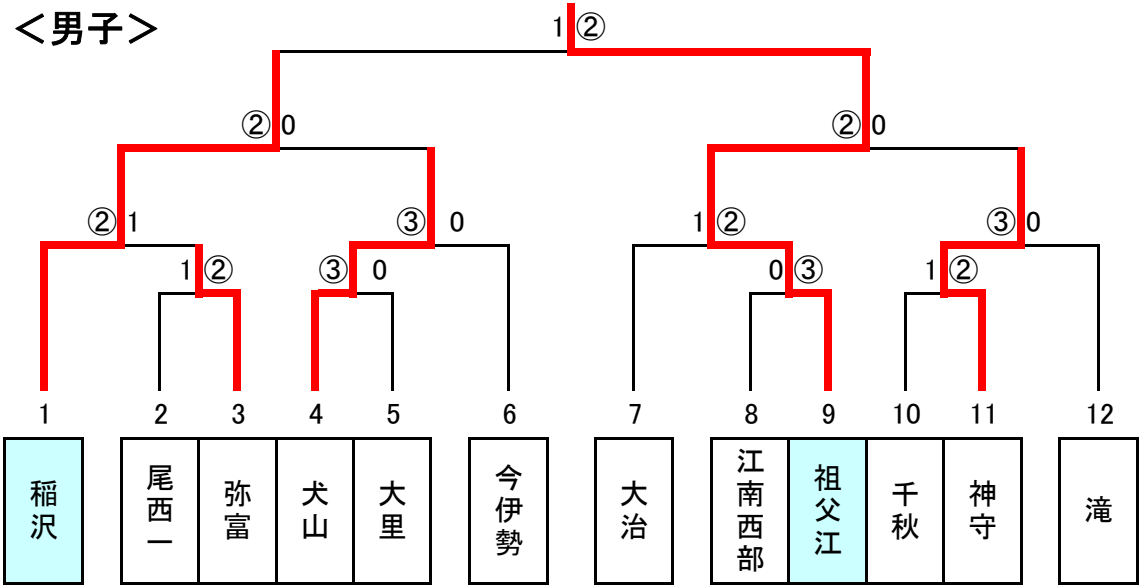 ＜男子＞
1 ②
② 0 ② 0
② 1 ③ 0 1 ② ③ 0
1 ② ③ 0 0 ③ 1 ②
1 2 3 4 5 6 7 8 9 10 11 12
稲沢 尾西一 弥富 犬山 大里 今伊勢 大治 江南西部 祖父江 千秋 神守 滝